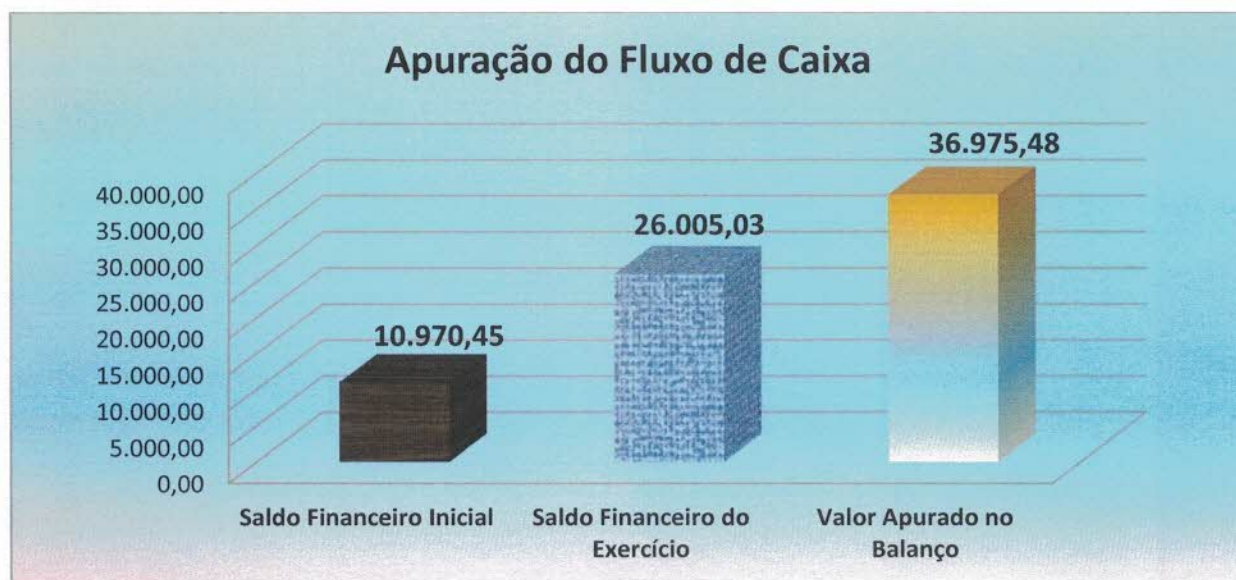 Apuração do Fluxo de Caixa
36.975,48
26.005,03
10.970,45
40.000,00
35.000,00
30.000,00
25.000,00
20.000,00
15.000,00
10.000,00
5.000,00
0,00
Saldo Financeiro Inicial
Saldo Financeiro do
Exercício
Valor Apurado no
Balanço